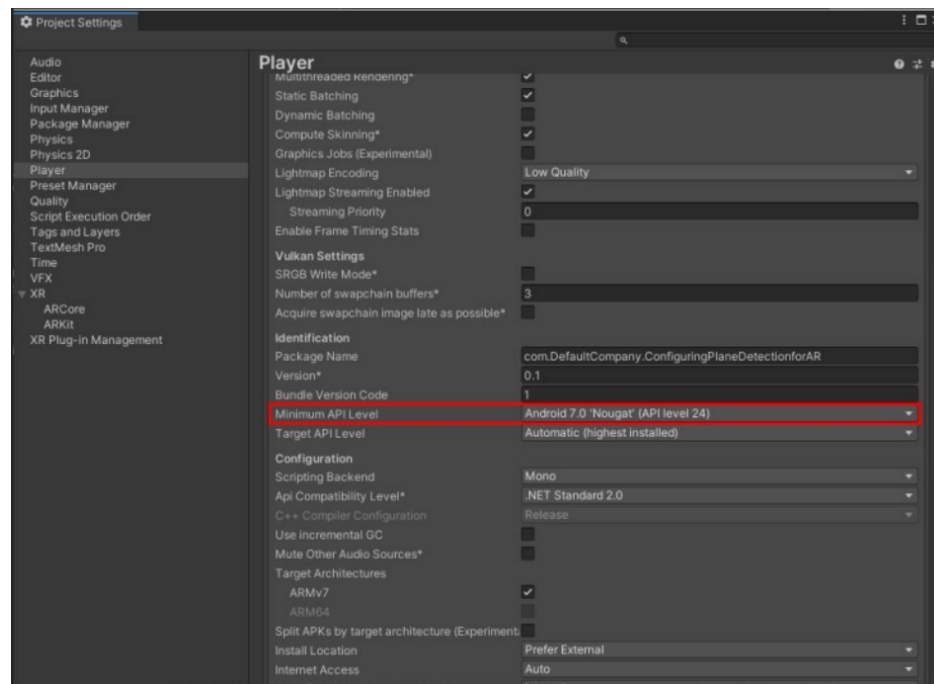 Project Settings
Audio
Editor
Graphics
Input Manager
Package Manager
Physics
Physics 2D
Player
Preset Manager
Quality
Script Execution Order
Tags and Layers
TextMesh Pro
Time
VFX
XR
ARCore
ARKit
XR Plug-in Management
Player
Multithreaded Rendering*
Static Batching
Dynamic Batching
Compute Skinning*
Graphics Jobs (Experimental)
Lightmap Encoding Low Quality
Lightmap Streaming Enabled
Streaming Priority 0
Enable Frame Timing Stats
Vulkan Settings
SRGB Write Mode*
Number of swapchain buffers* 3
Acquire swapchain image late as possible*
Identification
Package Name com.DefaultCompany.ConfiguringPlaneDetectionforAR
Version* 0.1
Bundle Version Code 1
Minimum API Level Android 7.0 'Nougat' (API level 24)
Target API Level Automatic (highest installed)
Configuration
Scripting Backend Mono
Api Compatibility Level* .NET Standard 2.0
C++ Compiler Configuration Release
Use incremental GC
Mute Other Audio Sources*
Target Architectures
ARMv7
ARM64
Split APKs by target architecture (Experiment
Install Location Prefer External
Internet Access Auto